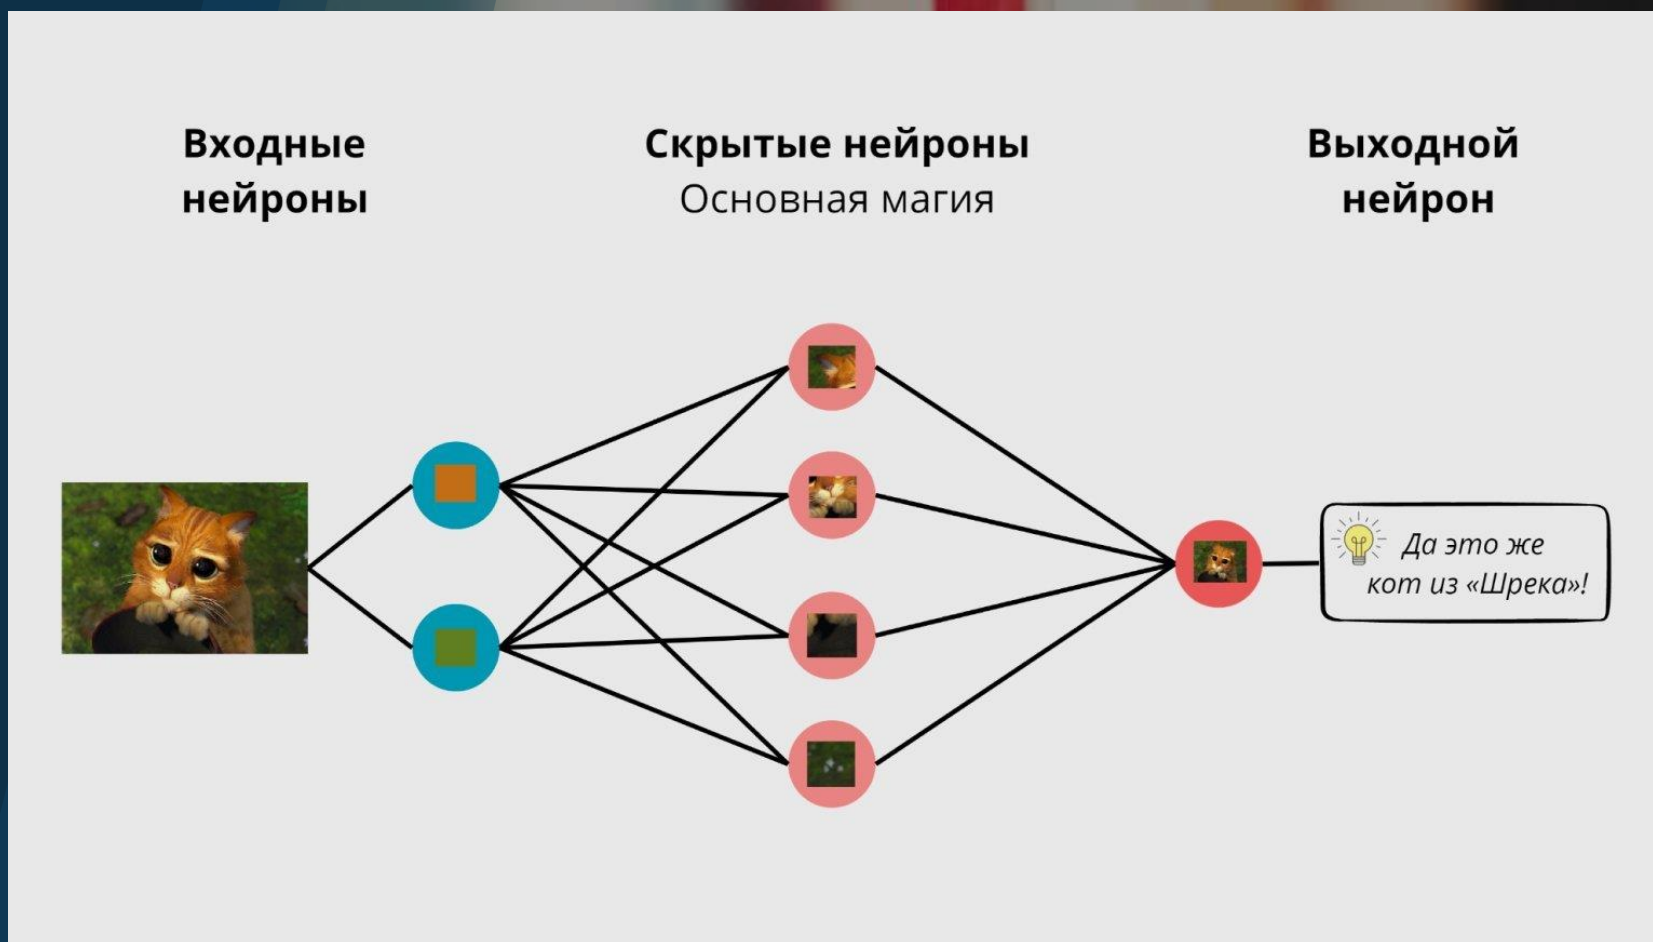 Входные
нейроны
Скрытые нейроны
Основная магия
Выходной
нейрон
Да это же
кот из «Шрека»!